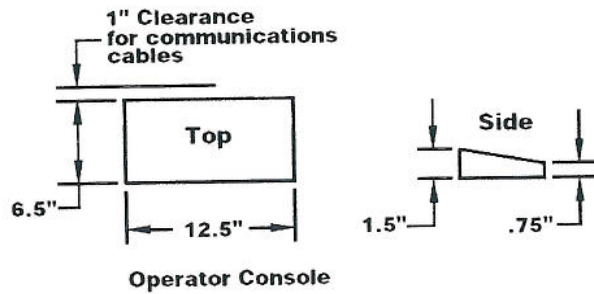 1" Clearance
for communications
cables
Top
Side
6.5"
12.5"
1.5"
.75"
Operator Console